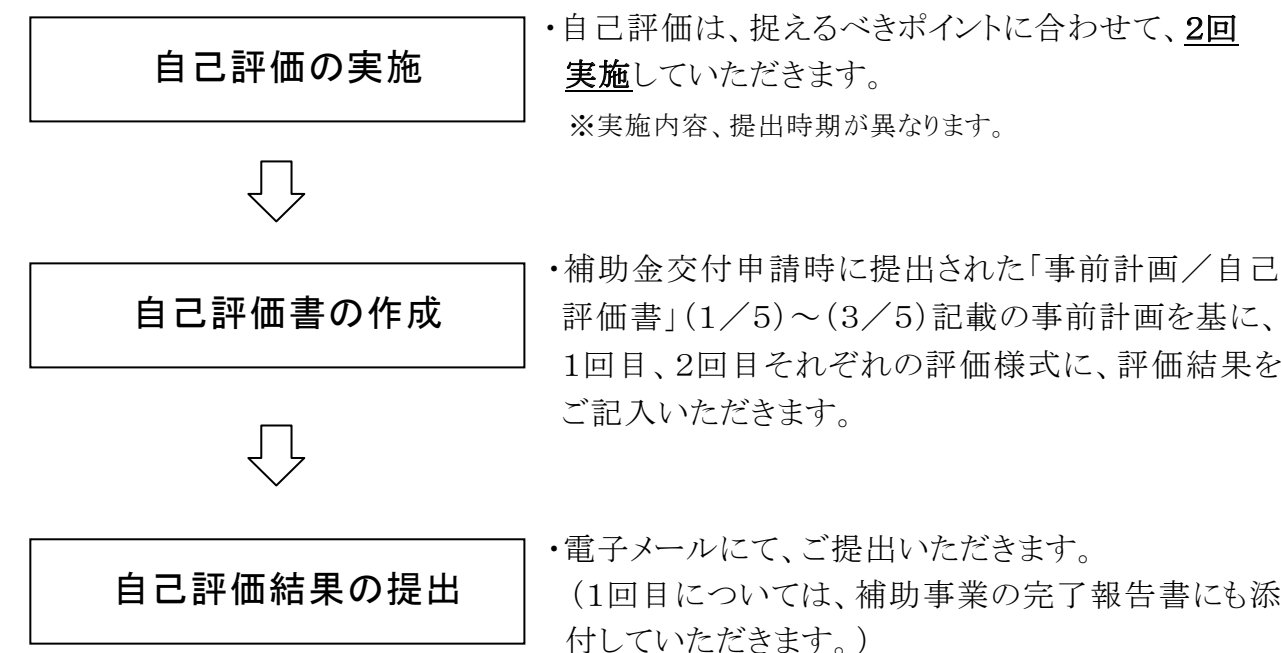 自己評価の実施
・自己評価は、捉えるべきポイントに合わせて、2回
実施していただきます。
※実施内容、提出時期が異なります。
自己評価書の作成
・補助金交付申請時に提出された「事前計画／自己
評価書」（1／5）～（3／5）記載の事前計画を基に、
1回目、2回目それぞれの評価様式に、評価結果を
ご記入いただきます。
自己評価結果の提出
・電子メールにて、ご提出いただきます。
（1回目については、補助事業の完了報告書にも添
付していただきます。）